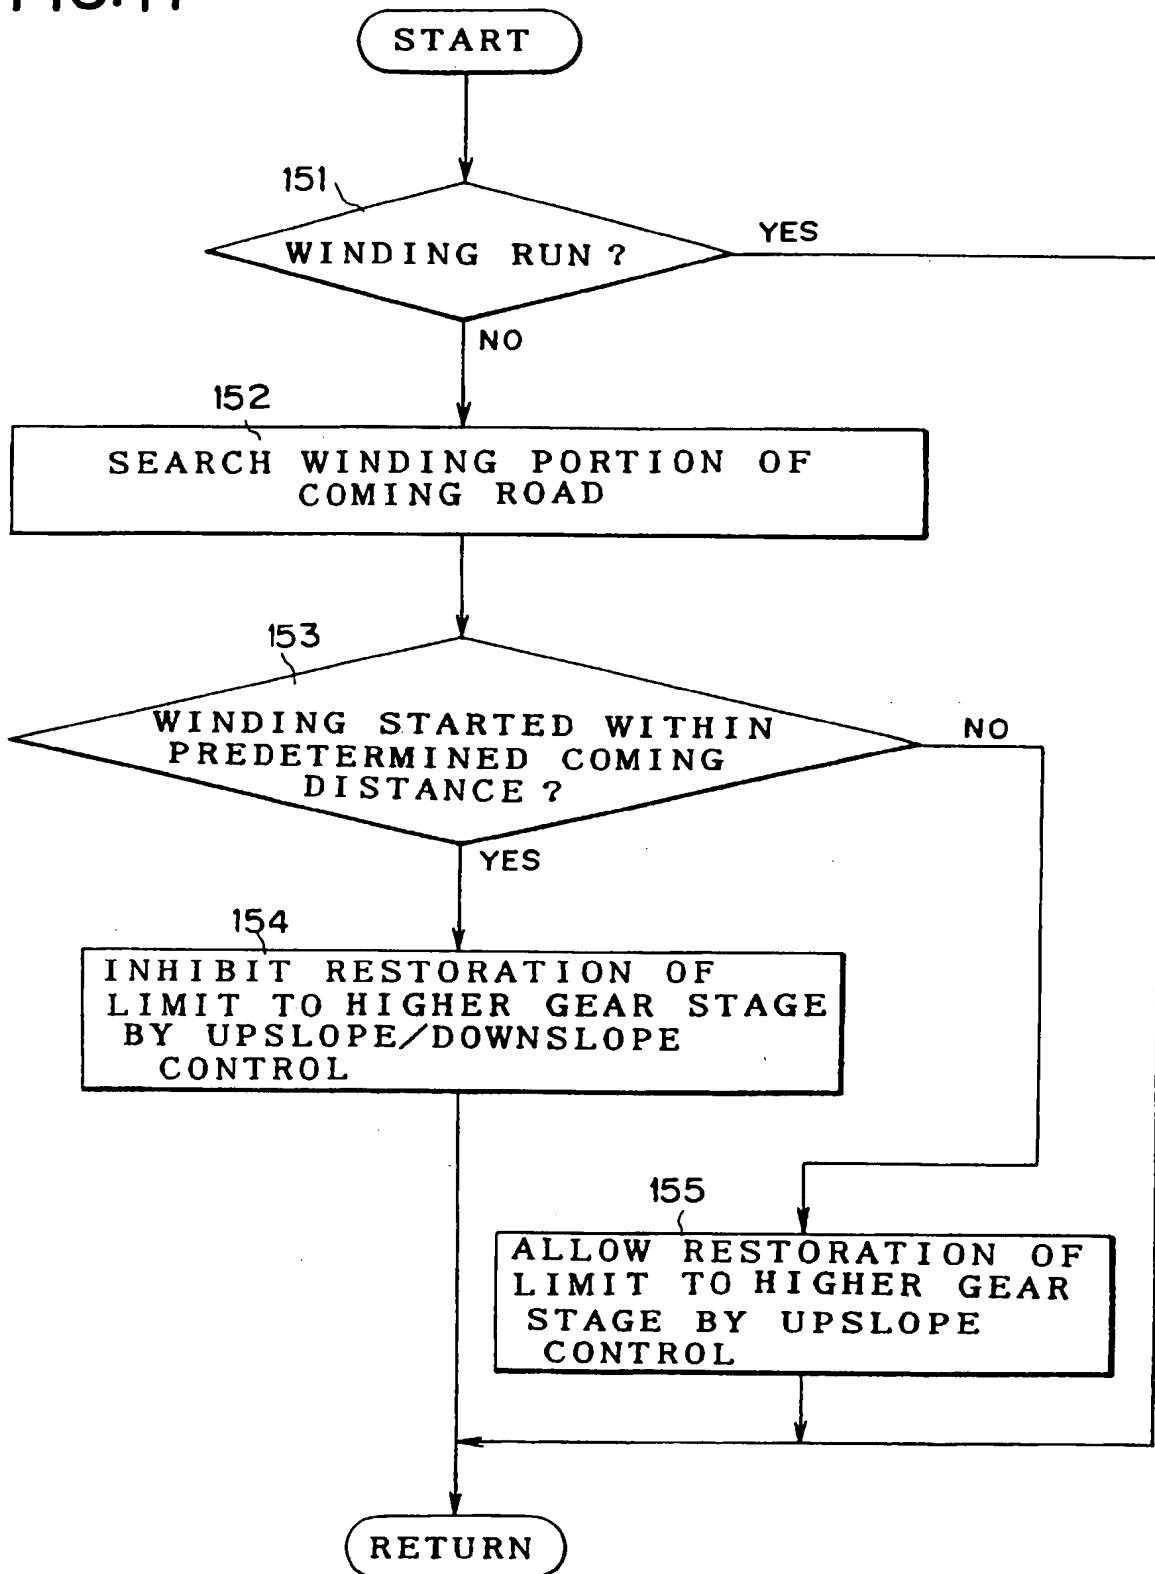 START
151
WINDING RUN?
YES
NO
152
SEARCH WINDING PORTION OF
COMING ROAD
153
WINDING STARTED WITHIN
PREDETERMINED COMING
DISTANCE?
NO
YES
154
INHIBIT RESTORATION OF
LIMIT TO HIGHER GEAR STAGE
BY UPSLOPE/DOWNSLOPE
CONTROL
155
ALLOW RESTORATION OF
LIMIT TO HIGHER GEAR
STAGE BY UPSLOPE
CONTROL
RETURN